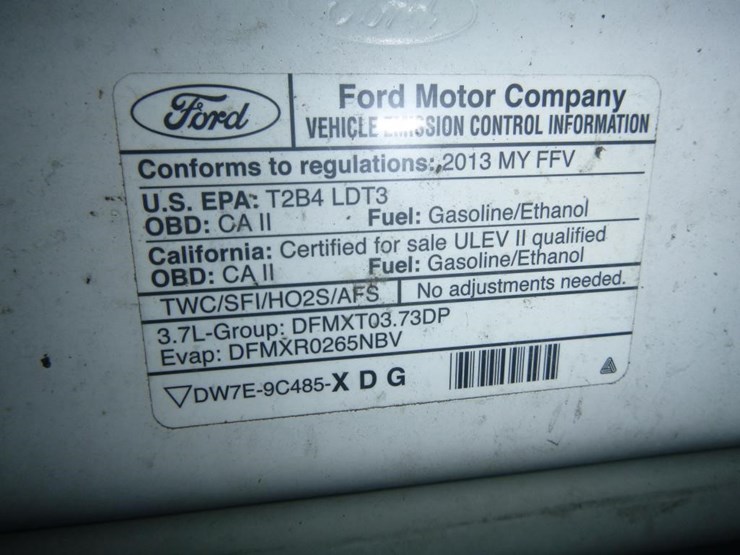 Ford
Ford Motor Company
VEHICLE EMISSION CONTROL INFORMATION
Conforms to regulations: 2013 MY FFV
U.S. EPA: T2B4 LDT3
OBD: CA II Fuel: Gasoline/Ethanol
California: Certified for sale ULEV II qualified
OBD: CA II Fuel: Gasoline/Ethanol
TWC/SFI/HO2S/AFS No adjustments needed.
3.7L-Group: DFMXT03.73DP
Evap: DFMXR0265NBV
▽DW7E-9C485-X D G